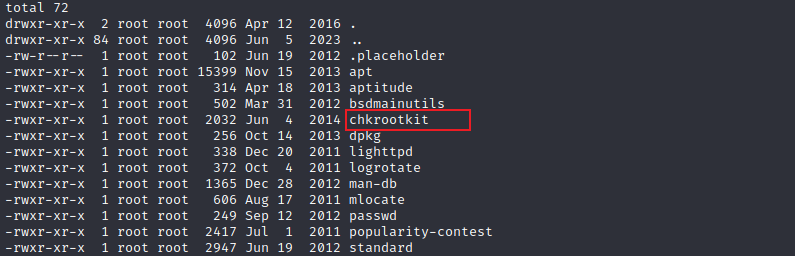 total 72
drwxr-xr-x  2 root root  4096 Apr 12  2016 .
drwxr-xr-x 84 root root  4096 Jun  5  2023 ..
-rw-r--r--  1 root root   102 Jun 19  2012 .placeholder
-rwxr-xr-x  1 root root 15399 Nov 15  2013 apt
-rwxr-xr-x  1 root root   314 Apr 18  2013 aptitude
-rwxr-xr-x  1 root root   502 Mar 31  2012 bsdmainutils
-rwxr-xr-x  1 root root  2032 Jun  4  2014 chkrootkit
-rwxr-xr-x  1 root root   256 Oct 14  2013 dpkg
-rwxr-xr-x  1 root root   338 Dec 20  2011 lighttpd
-rwxr-xr-x  1 root root   372 Oct  4  2011 logrotate
-rwxr-xr-x  1 root root  1365 Dec 28  2012 man-db
-rwxr-xr-x  1 root root   606 Aug 17  2011 mlocate
-rwxr-xr-x  1 root root   249 Sep 12  2012 passwd
-rwxr-xr-x  1 root root  2417 Jul  1  2011 popularity-contest
-rwxr-xr-x  1 root root  2947 Jun 19  2012 standard